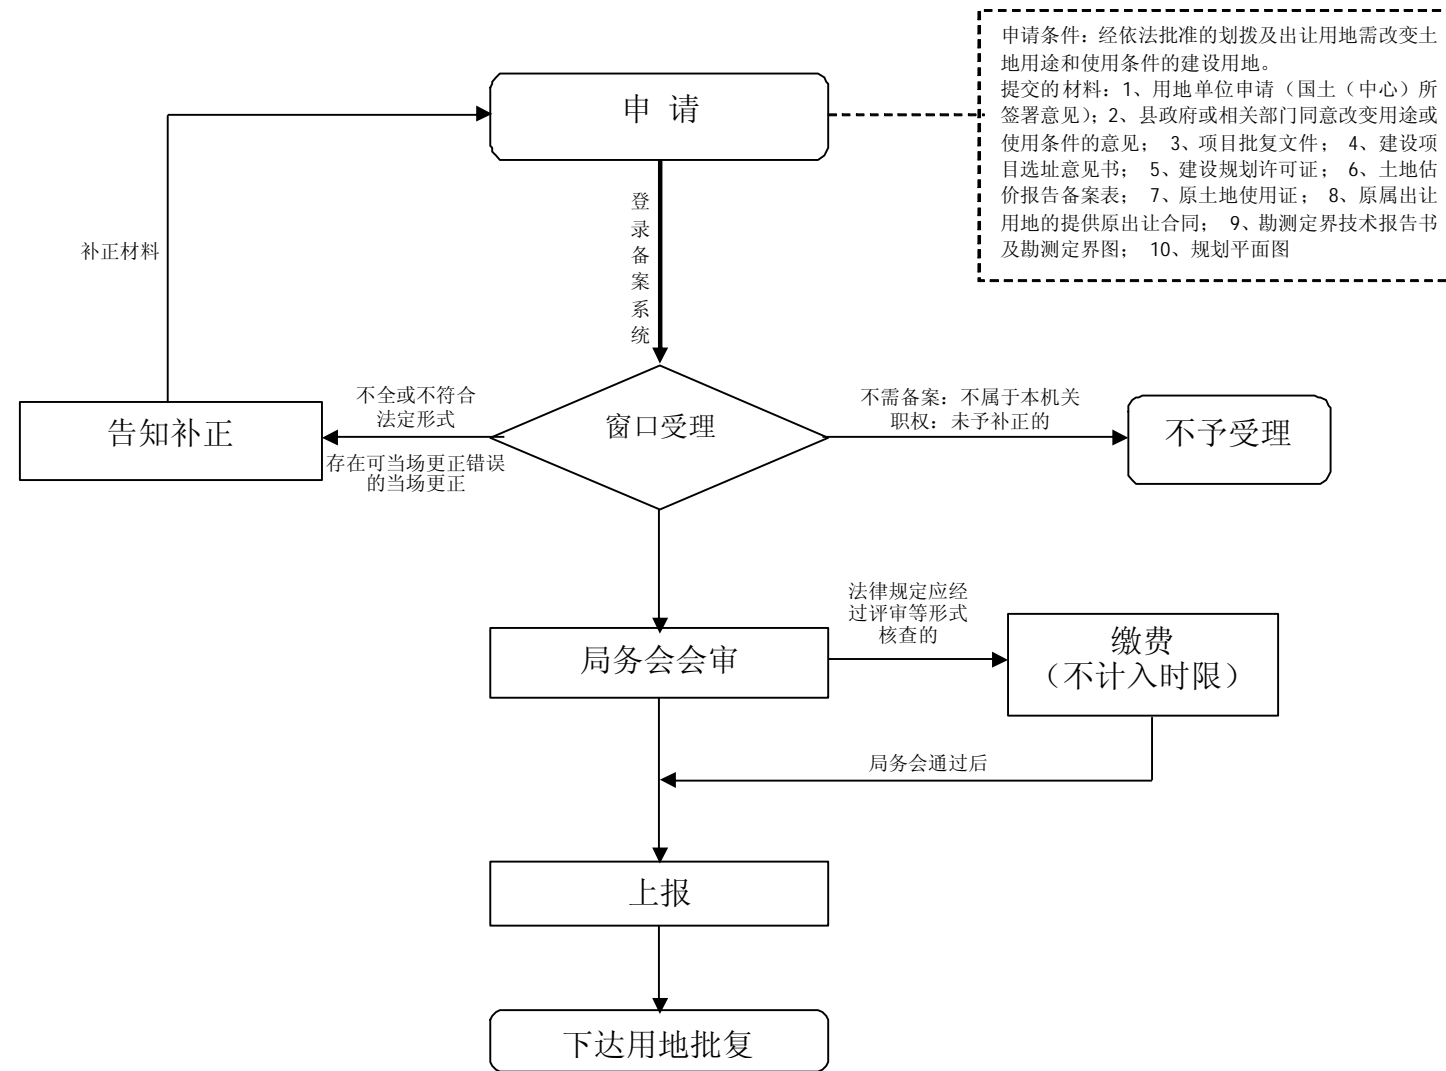 申请条件：经依法批准的划拨及出让用地需改变土
地用途和使用条件的建设用地。
提交的材料：1、用地单位申请（国土（中心）所
签署意见）；2、县政府或相关部门同意改变用途或
使用条件的意见； 3、项目批复文件； 4、建设项
目选址意见书； 5、建设规划许可证； 6、土地估
价报告备案表； 7、原土地使用证； 8、原属出让
用地的提供原出让合同； 9、勘测定界技术报告书
及勘测定界图； 10、规划平面图
申 请
登
录
备
案
系
统
补正材料
不全或不符合
法定形式
告知补正
存在可当场更正错误
的当场更正
窗口受理
不需备案：不属于本机关
职权：未予补正的
不予受理
法律规定应经
过评审等形式
核查的
局务会会审
缴费
（不计入时限）
局务会通过后
上报
下达用地批复